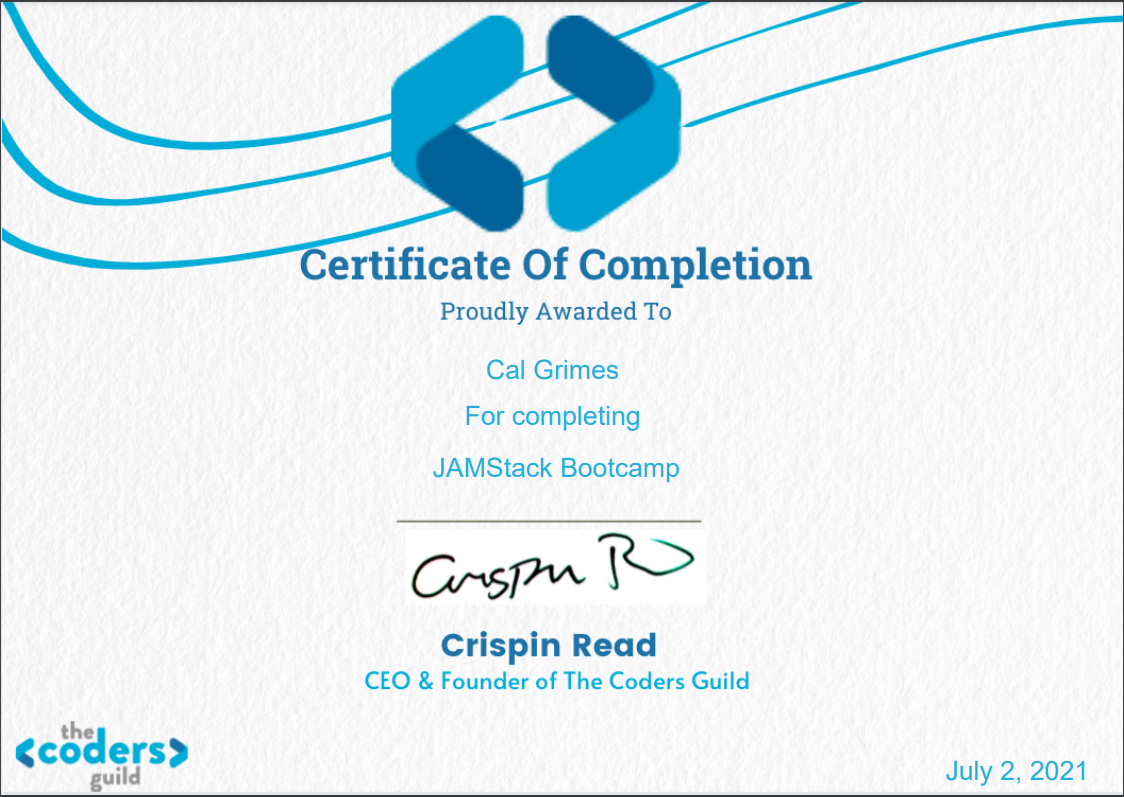 Certificate Of Completion
Proudly Awarded To
Cal Grimes
For completing
JAMStack Bootcamp
Crispin R
Crispin Read
CEO & Founder of The Coders Guild
the
<coders>
guild
July 2, 2021